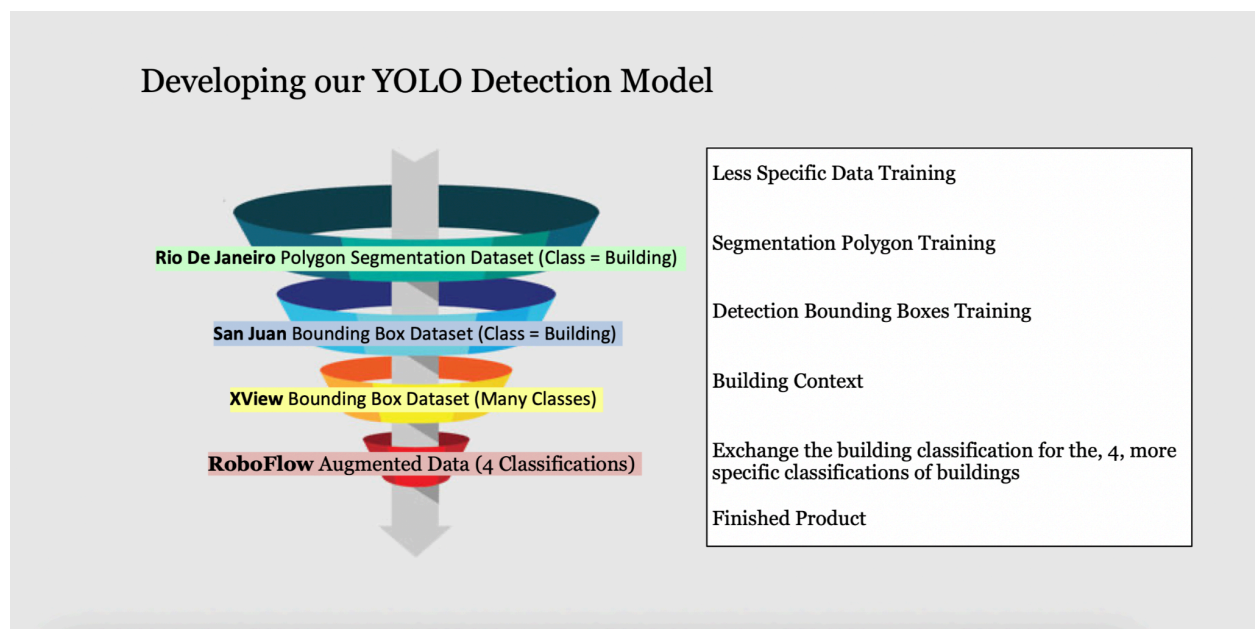 Developing our YOLO Detection Model
Rio De Janeiro Polygon Segmentation Dataset (Class = Building)
San Juan Bounding Box Dataset (Class = Building)
XView Bounding Box Dataset (Many Classes)
RoboFlow Augmented Data (4 Classifications)
Less Specific Data Training
Segmentation Polygon Training
Detection Bounding Boxes Training
Building Context
Exchange the building classification for the, 4, more
specific classifications of buildings
Finished Product